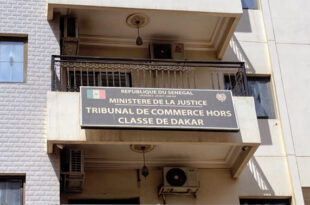 REPUBLIQUE DU SENEGAL
MINISTERE DE LA JUSTICE
TRIBUNAL DE COMMERCE HORS
CLASSE DE DAKAR